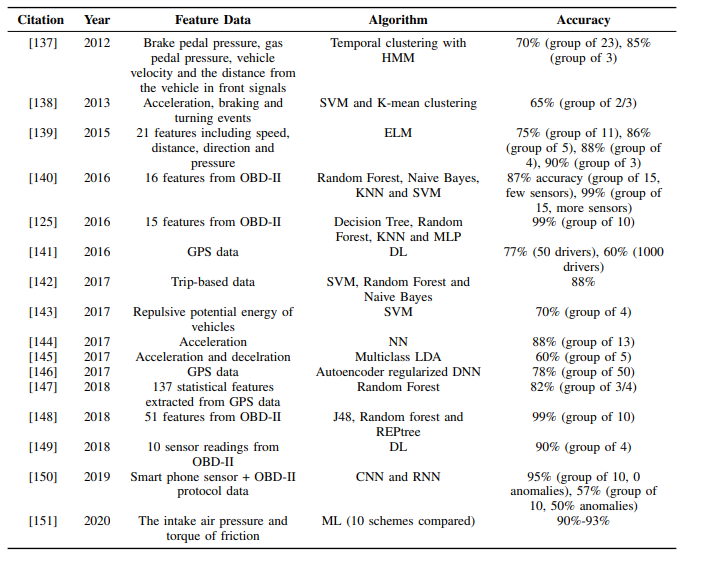 Citation Year Feature Data Algorithm Accuracy
[137] 2012 Brake pedal pressure, gas Temporal clustering with 70% (group of 23), 85%
pedal pressure, vehicle HMM (group of 3)
velocity and the distance from
the vehicle in front signals
[138] 2013 Acceleration, braking and SVM and K-mean clustering 65% (group of 2/3)
turning events
[139] 2015 21 features including speed, ELM 75% (group of 11), 86%
distance, direction and (group of 5), 88% (group of
pressure 4), 90% (group of 3)
[140] 2016 16 features from OBD-II Random Forest, Naive Bayes, 87% accuracy (group of 15,
KNN and SVM few sensors), 99% (group of
15, more sensors)
[125] 2016 15 features from OBD-II Decision Tree, Random 99% (group of 10)
Forest, KNN and MLP
[141] 2016 GPS data DL 77% (50 drivers), 60% (1000
drivers)
[142] 2017 Trip-based data SVM, Random Forest and 88%
Naive Bayes
[143] 2017 Repulsive potential energy of SVM 70% (group of 4)
vehicles
[144] 2017 Acceleration NN 88% (group of 13)
[145] 2017 Acceleration and decelration Multiclass LDA 60% (group of 5)
[146] 2017 GPS data Autoencoder regularized DNN 78% (group of 50)
[147] 2018 137 statistical features Random Forest 82% (group of 3/4)
extracted from GPS data
[148] 2018 51 features from OBD-II J48, Random forest and 99% (group of 10)
REPtree
[149] 2018 10 sensor readings from DL 90% (group of 4)
OBD-II
[150] 2019 Smart phone sensor + OBD-II CNN and RNN 95% (group of 10, 0
protocol data anomalies), 57% (group of
10, 50% anomalies)
[151] 2020 The intake air pressure and ML (10 schemes compared) 90%-93%
torque of friction